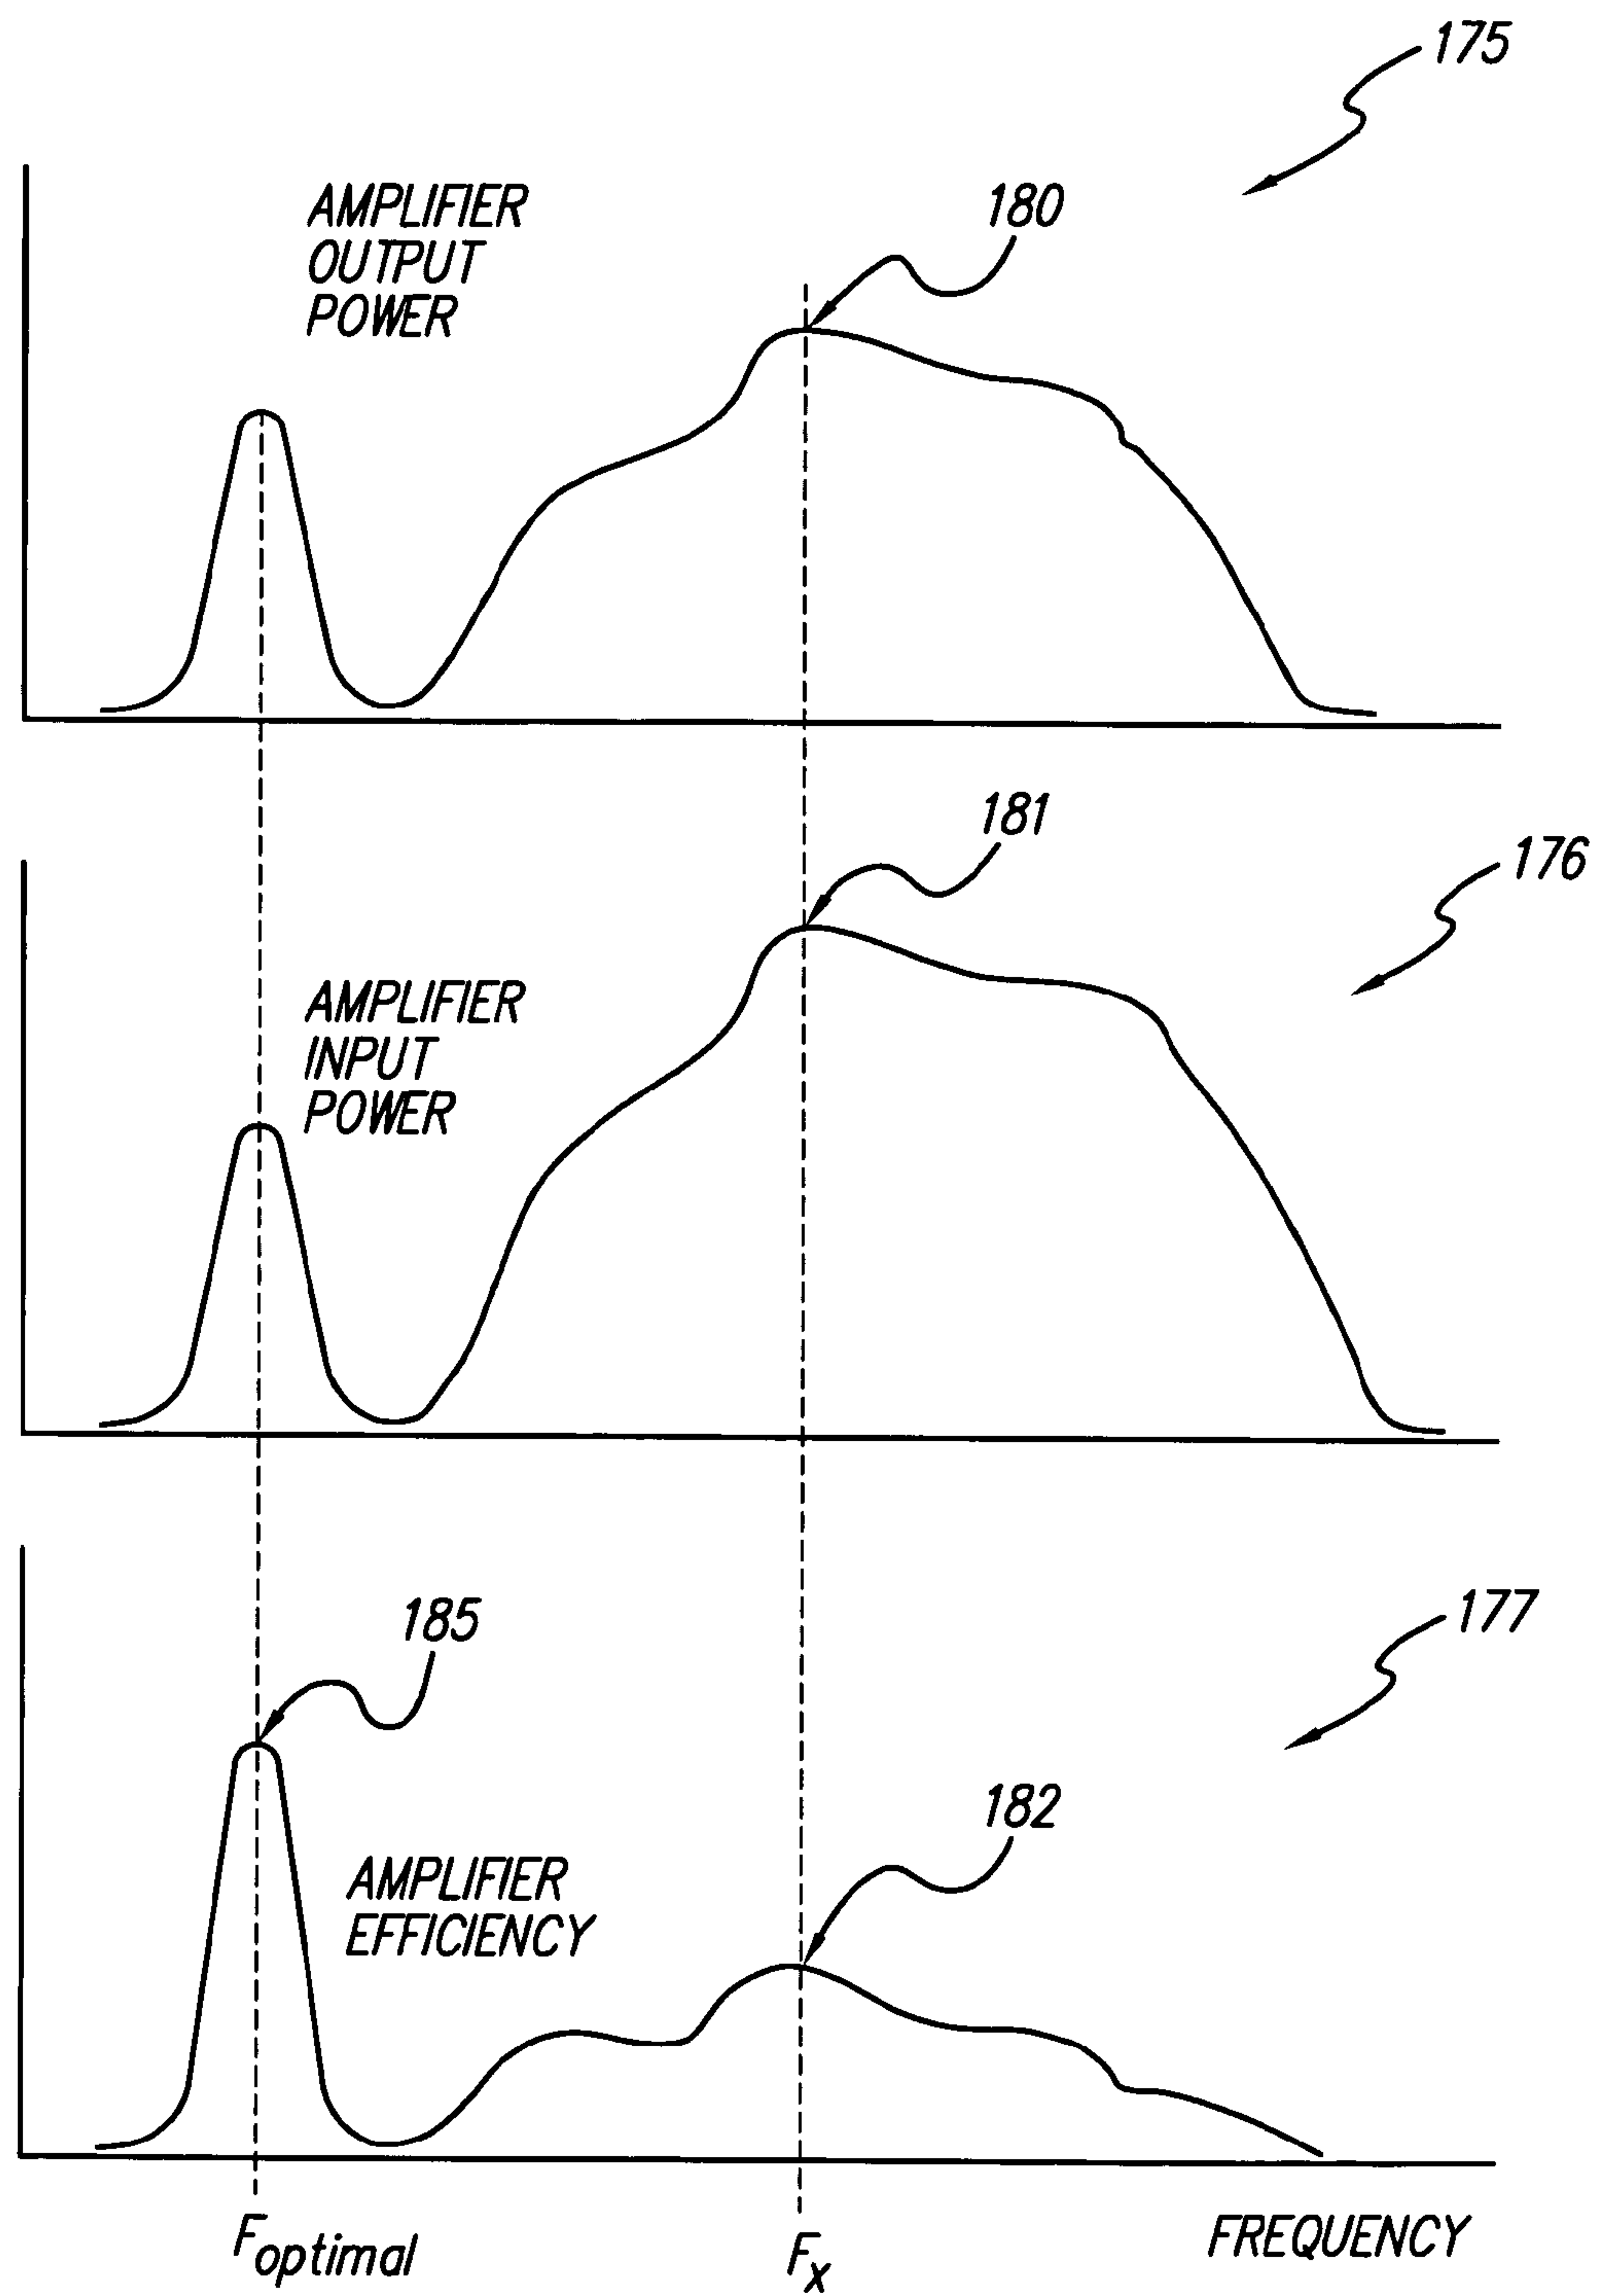 175
AMPLIFIER
OUTPUT
POWER
180
181
176
AMPLIFIER
INPUT
POWER
185
177
182
AMPLIFIER
EFFICIENCY
Foptimal
Fx
FREQUENCY